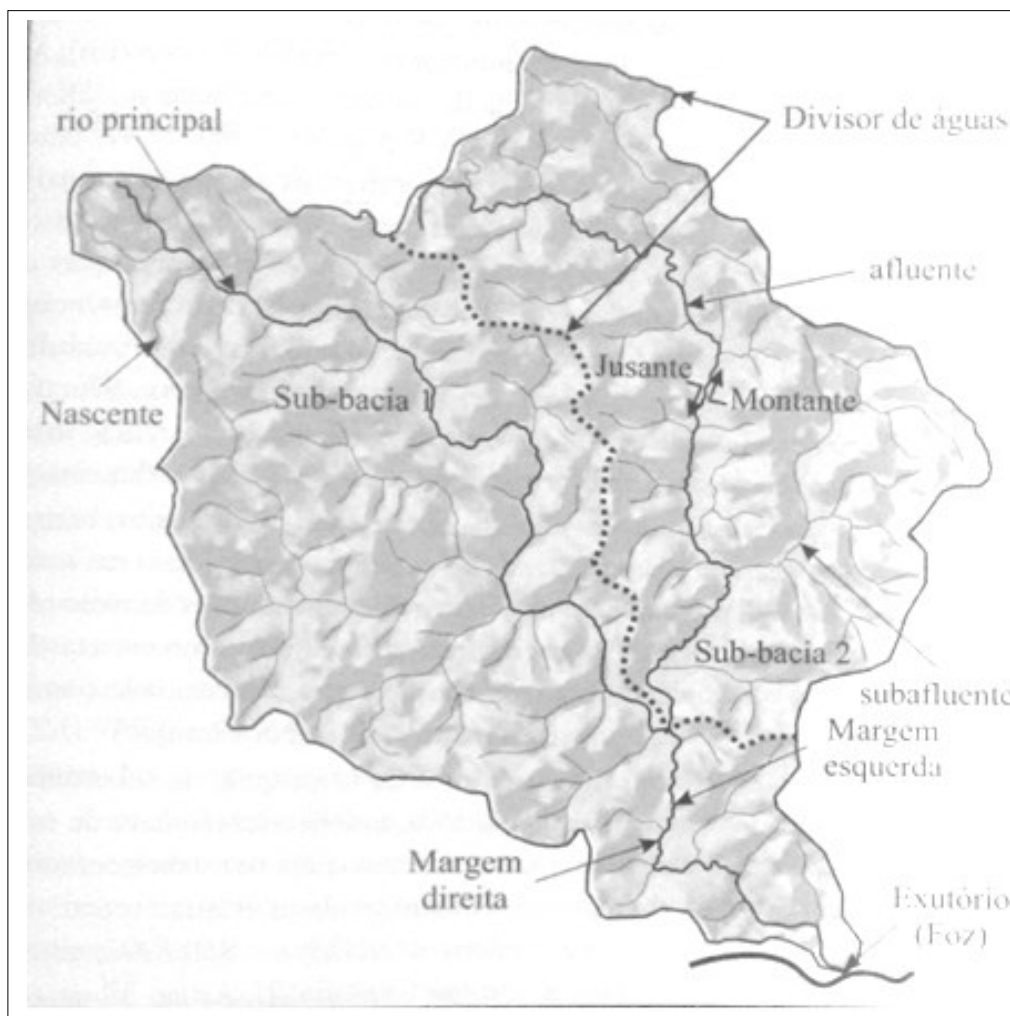 rio principal
Divisor de águas
afluente
Jusante
Montante
Nascente
Sub-bacia 1
Sub-bacia 2
subafluente
Margem
esquerda
Margem
direita
Exutório
(Foz)